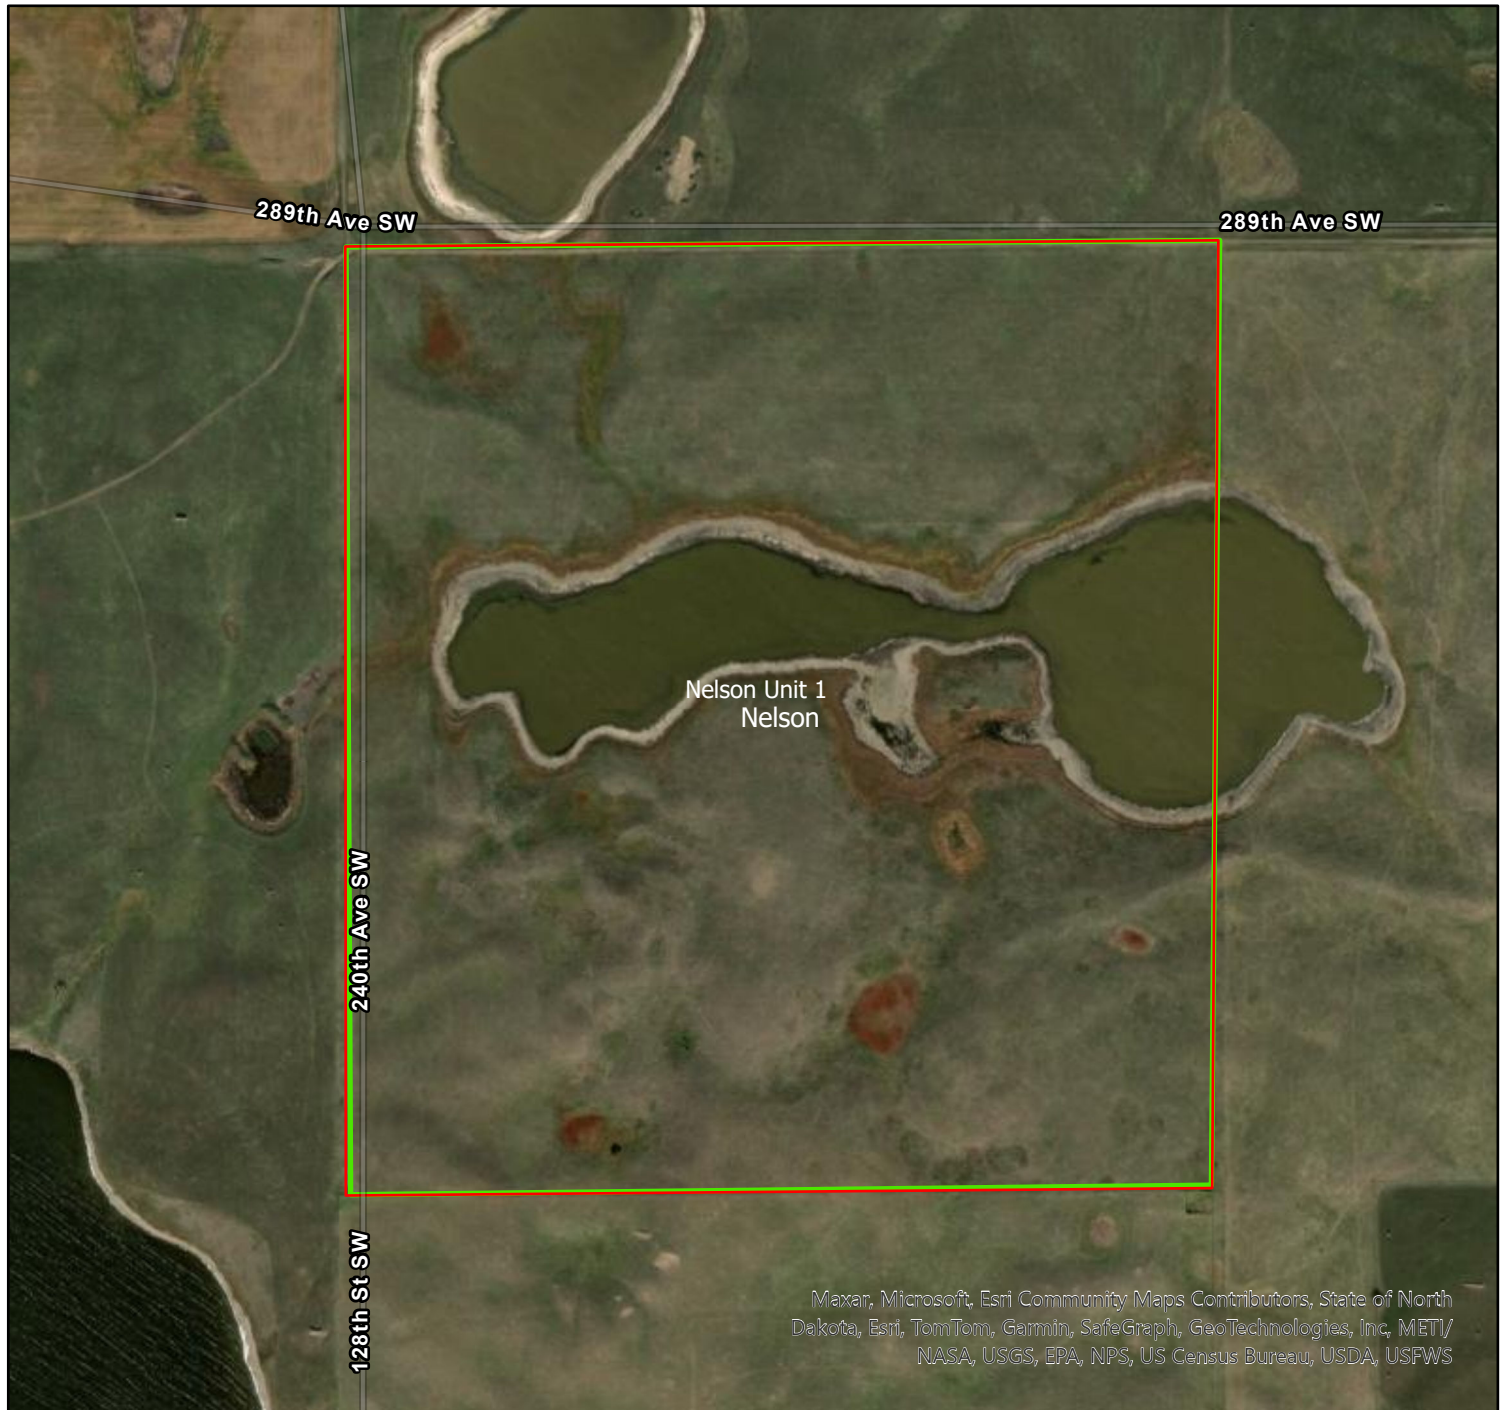 289th Ave SW
289th Ave SW
Nelson Unit 1
Nelson
240th Ave SW
128th St SW
Maxar, Microsoft, Esri Community Maps Contributors, State of North
Dakota, Esri, TomTom, Garmin, SafeGraph, GeoTechnologies, Inc, METI/
NASA, USGS, EPA, NPS, US Census Bureau, USDA, USFWS